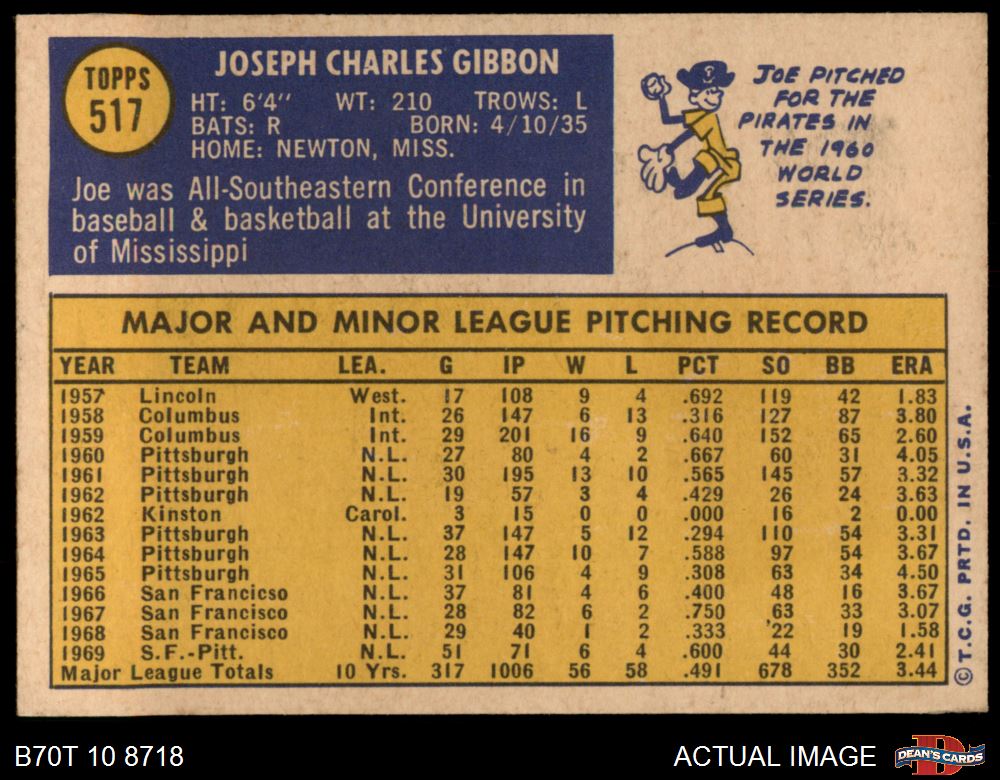 TOPPS
517
JOSEPH CHARLES GIBBON
HT: 6'4" WT: 210 TROWS: L
BATS: R BORN: 4/10/35
HOME: NEWTON, MISS.
Joe was All-Southeastern Conference in
baseball & basketball at the University
of Mississippi
JOE PITCHED
FOR THE
PIRATES IN
THE 1960
WORLD
SERIES.
P
MAJOR AND MINOR LEAGUE PITCHING RECORD
YEAR TEAM LEA. G IP W L PCT SO BB ERA
1957 Lincoln West. 17 108 9 4 .692 119 42 1.83
1958 Columbus Int. 26 147 6 13 .316 127 87 3.80
1959 Columbus Int. 29 201 16 9 .640 152 65 2.60
1960 Pittsburgh N.L. 27 80 4 2 .667 60 31 4.05
1961 Pittsburgh N.L. 30 195 13 10 .565 145 57 3.32
1962 Pittsburgh N.L. 19 57 3 4 .429 26 24 3.63
1962 Kinston Carol. 3 15 0 0 .000 16 2 0.00
1963 Pittsburgh N.L. 37 147 5 12 .294 110 54 3.31
1964 Pittsburgh N.L. 28 147 10 7 .588 97 54 3.67
1965 Pittsburgh N.L. 31 106 4 9 .308 63 34 4.50
1966 San Francicso N.L. 37 81 4 6 .400 48 16 3.67
1967 San Francisco N.L. 28 82 6 2 .750 63 33 3.07
1968 San Francisco N.L. 29 40 1 2 .333 22 19 1.58
1969 S.F.-Pitt. N.L. 51 71 6 4 .600 44 30 2.41
Major League Totals 10 Yrs. 317 1006 56 58 .491 678 352 3.44
© T.C.G. PRTD. IN U.S.A.
B70T 10 8718
ACTUAL IMAGE
D
DEAN'S CARDS